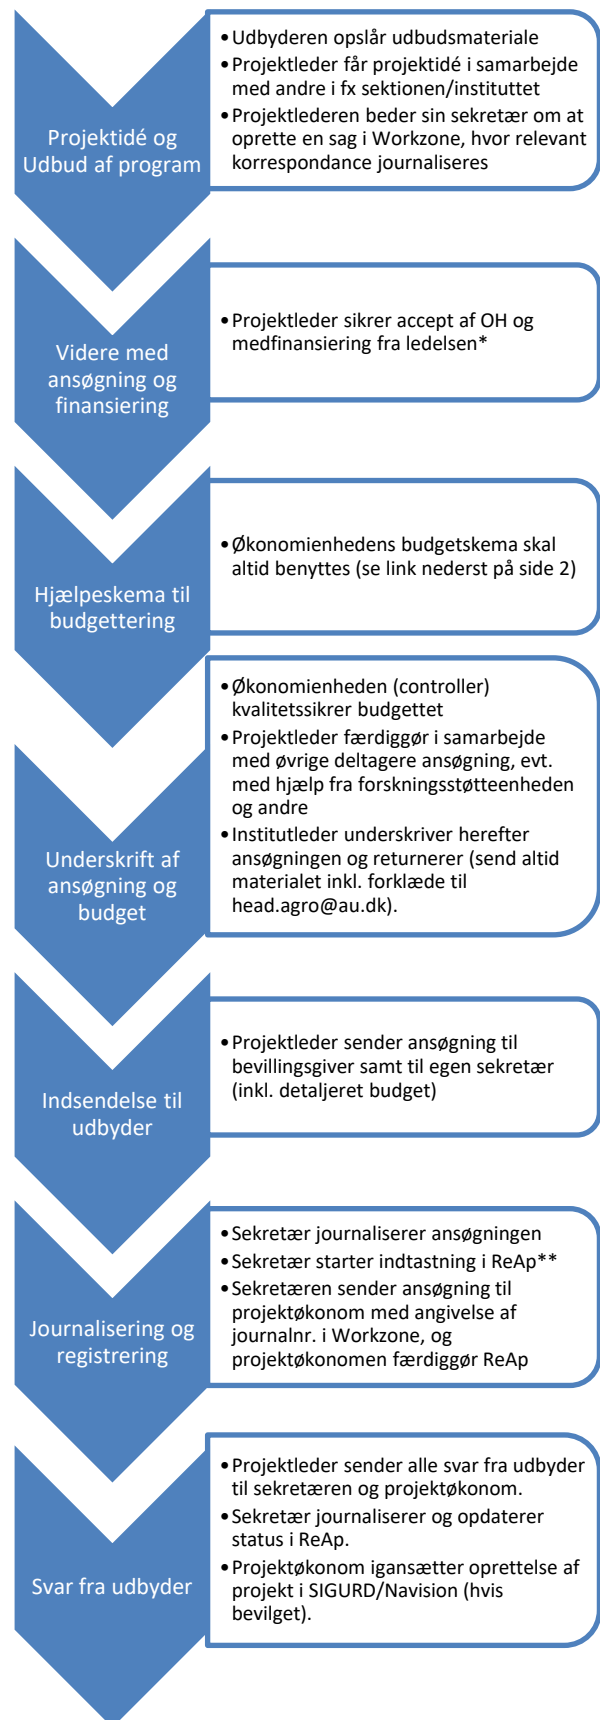 Projektidé og
Udbud af program
•Udbyderen opslår udbudsmateriale
•Projektleder får projektidé i samarbejde
med andre i fx sektionen/instituttet
•Projektlederen beder sin sekretær om at
oprette en sag i Workzone, hvor relevant
korrespondance journaliseres
Videre med
ansøgning og
finansiering
•Projektleder sikrer accept af OH og
medfinansiering fra ledelsen*
Hjælpeskema til
budgettering
•Økonomienhedens budgetskema skal
altid benyttes (se link nederst på side 2)
Underskrift af
ansøgning og
budget
•Økonomienheden (controller)
kvalitetssikrer budgettet
•Projektleder færdiggør i samarbejde
med øvrige deltagere ansøgning, evt.
med hjælp fra forskningsstøtteenheden
og andre
•Institutleder underskriver herefter
ansøgningen og returnerer (send altid
materialet inkl. forklæde til
head.agro@au.dk).
Indsendelse til
udbyder
•Projektleder sender ansøgning til
bevillingsgiver samt til egen sekretær
(inkl. detaljeret budget)
Journalisering og
registrering
•Sekretær journaliserer ansøgningen
•Sekretær starter indtastning i ReAp**
•Sekretæren sender ansøgning til
projektøkonom med angivelse af
journalnr. i Workzone, og
projektøkonomen færdiggør ReAp
Svar fra udbyder
•Projektleder sender alle svar fra udbyder
til sekretæren og projektøkonom.
•Sekretær journaliserer og opdaterer
status i ReAp.
•Projektøkonom igansætter oprettelse af
projekt i SIGURD/Navision (hvis
bevilget).